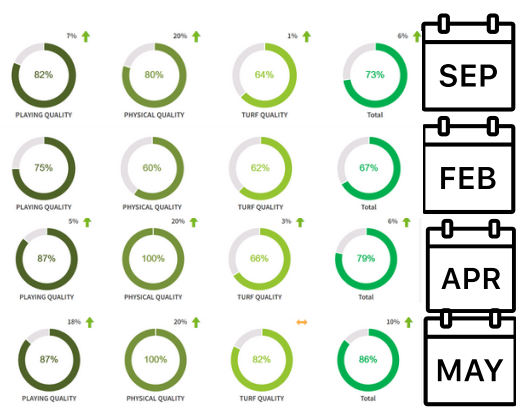 7% 20% 1% 6%
82% 80% 64% 73% SEP
PLAYING QUALITY PHYSICAL QUALITY TURF QUALITY Total
75% 60% 62% 67% FEB
PLAYING QUALITY PHYSICAL QUALITY TURF QUALITY Total
5% 20% 3% 6%
87% 100% 66% 79% APR
PLAYING QUALITY PHYSICAL QUALITY TURF QUALITY Total
18% 20% 10%
87% 100% 82% 86% MAY
PLAYING QUALITY PHYSICAL QUALITY TURF QUALITY Total